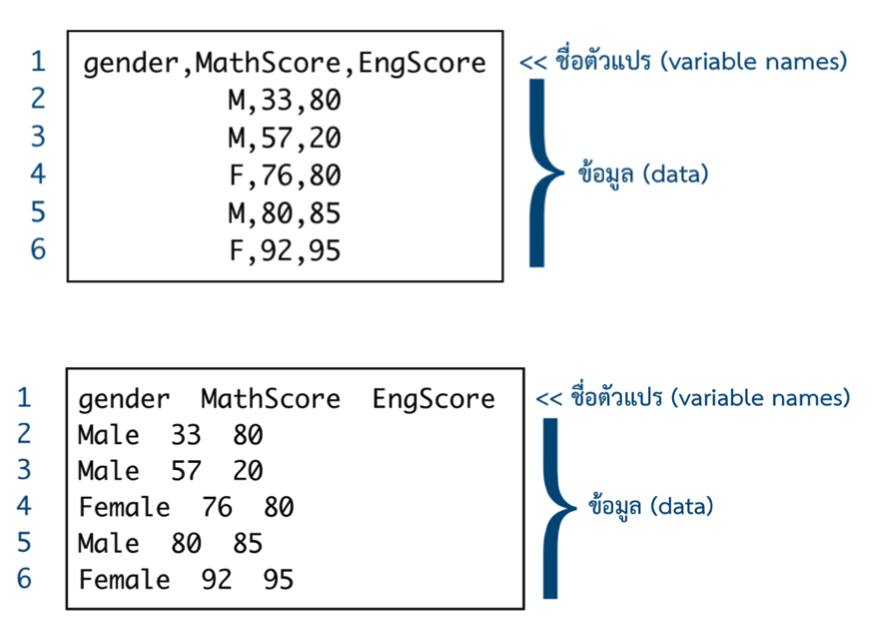 1 gender,MathScore,EngScore << ชื่อตัวแปร (variable names)
2 M,33,80
3 M,57,20
4 F,76,80 ข้อมูล (data)
5 M,80,85
6 F,92,95
1 gender MathScore EngScore << ชื่อตัวแปร (variable names)
2 Male 33 80
3 Male 57 20
4 Female 76 80 ข้อมูล (data)
5 Male 80 85
6 Female 92 95